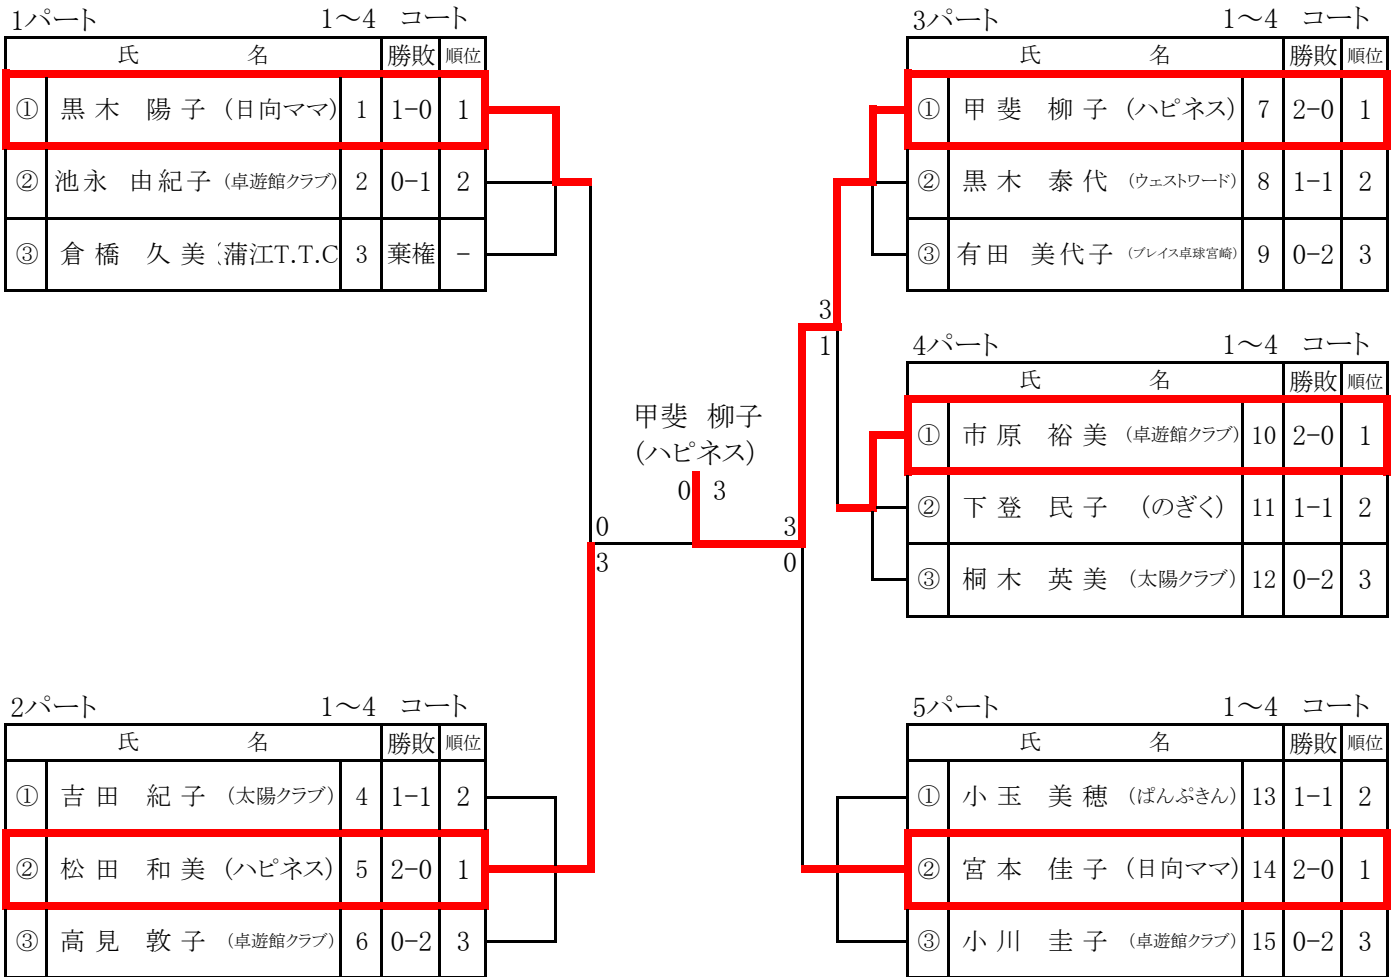 1パート 1～4 コート
氏 名 勝敗 順位
① 黒木 陽子 (日向ママ) 1 1-0 1
② 池永 由紀子 (卓遊館クラブ) 2 0-1 2
③ 倉橋 久美 (蒲江T.T.C 3 棄権 -
3パート 1～4 コート
氏 名 勝敗 順位
① 甲斐 柳子 (ハピネス) 7 2-0 1
② 黒木 泰代 (ウェストワード) 8 1-1 2
③ 有田 美代子 (ブレイス卓球宮崎) 9 0-2 3
3
1
4パート 1～4 コート
氏 名 勝敗 順位
① 市原 裕美 (卓遊館クラブ) 10 2-0 1
② 下登 民子 (のぎく) 11 1-1 2
③ 桐木 英美 (太陽クラブ) 12 0-2 3
甲斐 柳子
(ハピネス)
0 3
0 3
3 0
2パート 1～4 コート
氏 名 勝敗 順位
① 吉田 紀子 (太陽クラブ) 4 1-1 2
② 松田 和美 (ハピネス) 5 2-0 1
③ 高見 敦子 (卓遊館クラブ) 6 0-2 3
5パート 1～4 コート
氏 名 勝敗 順位
① 小玉 美穂 (ぱんぷきん) 13 1-1 2
② 宮本 佳子 (日向ママ) 14 2-0 1
③ 小川 圭子 (卓遊館クラブ) 15 0-2 3